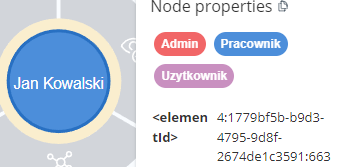 Node properties
Admin Pracownik
Uzytkownik
Jan Kowalski
<elemen
tId>
4:1779bf5b-b9d3-
4795-9d8f-
2674de1c3591:663